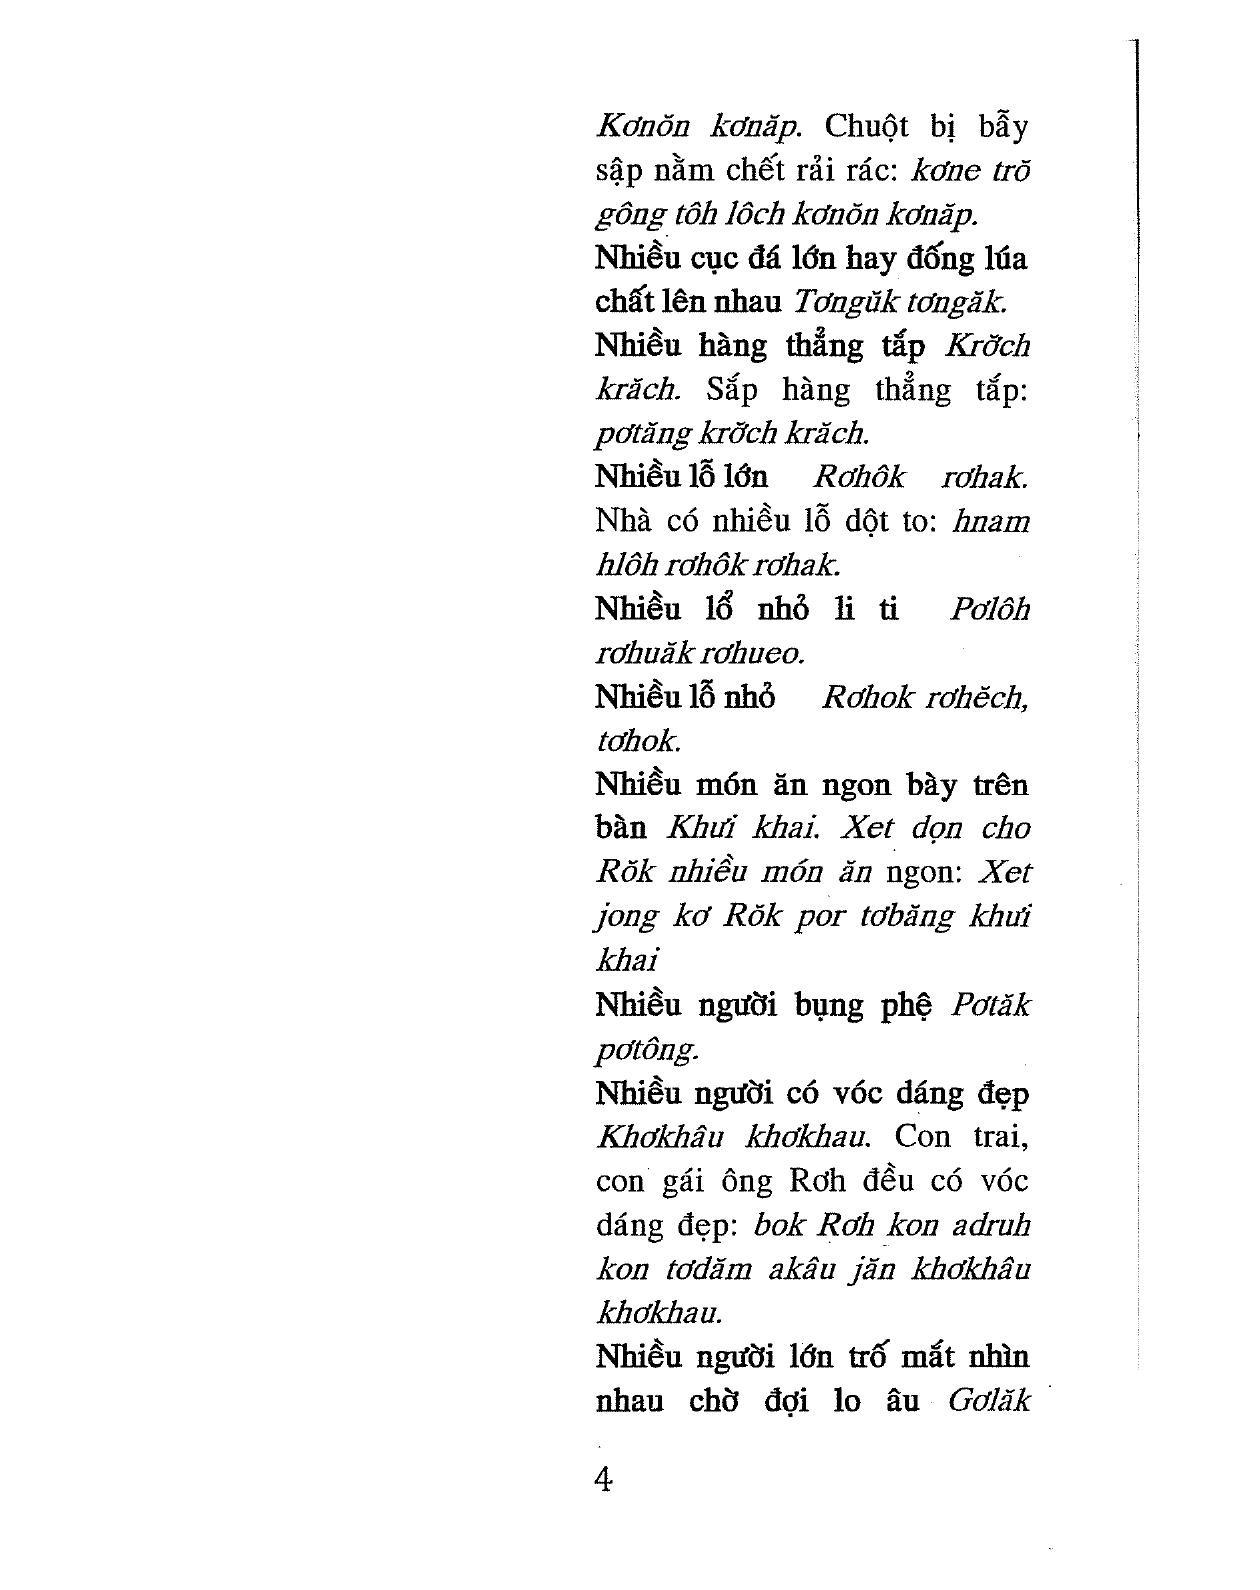 Kơnŏn kơnăp. Chuột bị bẫy
sập nằm chết rải rác: kơne trŏ
gông tôh lôch kơnŏn kơnăp.
Nhiều cục đá lớn hay đống lúa
chất lên nhau Tơngŭk tơngăk.
Nhiều hàng thẳng tắp Krơ̆ch
krăch. Sắp hàng thẳng tắp:
pơtăng krơ̆ch krăch.
Nhiều lỗ lớn Rơhôk rơhak.
Nhà có nhiều lỗ dột to: hnam
hlôh rơhôk rơhak.
Nhiều lổ nhỏ li ti Pơlôh
rơhuăk rơhueo.
Nhiều lỗ nhỏ Rơhok rơhĕch,
tơhok.
Nhiều món ăn ngon bày trên
bàn Khưi khai. Xet dọn cho
Rŏk nhiều món ăn ngon: Xet
jong kơ Rŏk por tơbăng khưi
khai
Nhiều người bụng phệ Pơtăk
pơtông.
Nhiều người có vóc dáng đẹp
Khơkhâu khơkhau. Con trai,
con gái ông Rơh đều có vóc
dáng đẹp: bok Rơh kon adruh
kon tơdăm akâu jăn khơkhâu
khơkhau.
Nhiều người lớn trố mắt nhìn
nhau chờ đợi lo âu Gơlăk
4